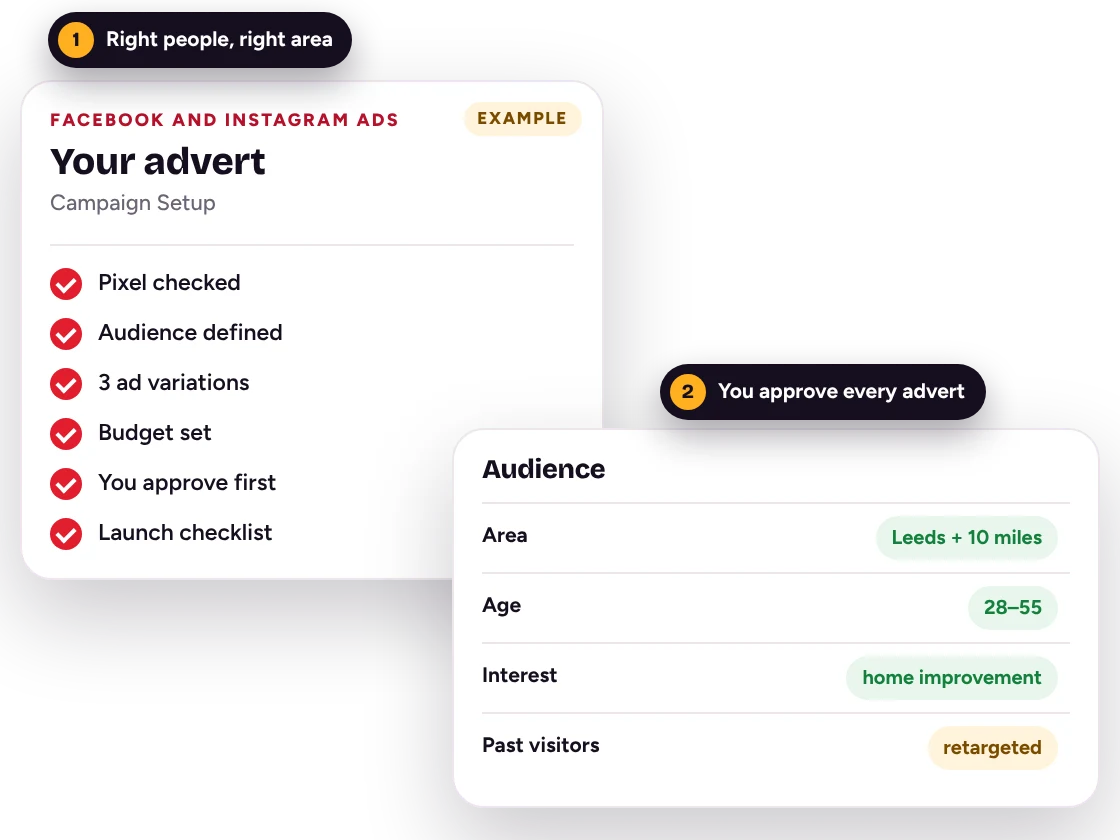 1 Right people, right area
FACEBOOK AND INSTAGRAM ADS
EXAMPLE
Your advert
Campaign Setup
Pixel checked
Audience defined
3 ad variations
Budget set
You approve first
Launch checklist
2 You approve every advert
Audience
Area Leeds + 10 miles
Age 28–55
Interest home improvement
Past visitors retargeted